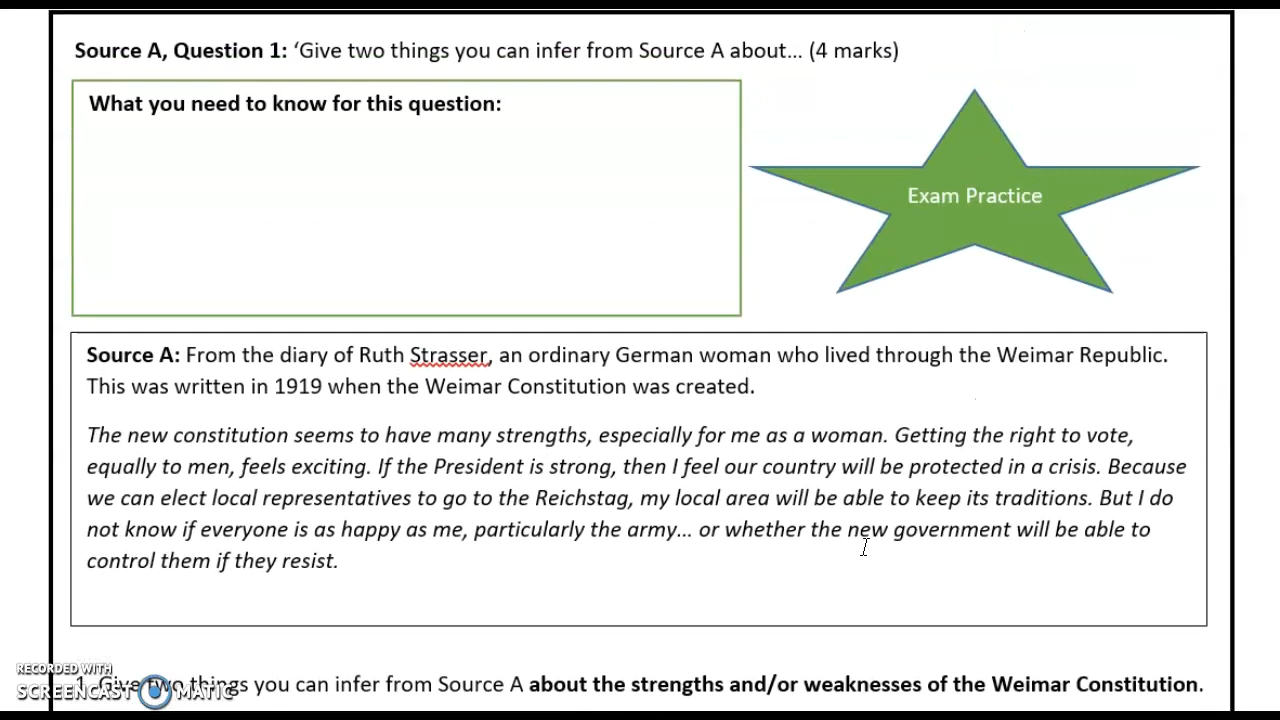 Source A, Question 1: ‘Give two things you can infer from Source A about… (4 marks)
What you need to know for this question:
Exam Practice
Source A: From the diary of Ruth Strasser, an ordinary German woman who lived through the Weimar Republic.
This was written in 1919 when the Weimar Constitution was created.
The new constitution seems to have many strengths, especially for me as a woman. Getting the right to vote,
equally to men, feels exciting. If the President is strong, then I feel our country will be protected in a crisis. Because
we can elect local representatives to go to the Reichstag, my local area will be able to keep its traditions. But I do
not know if everyone is as happy as me, particularly the army… or whether the new government will be able to
control them if they resist.
1. Give two things you can infer from Source A about the strengths and/or weaknesses of the Weimar Constitution.
RECORDED WITH
SCREENCAST MATIC